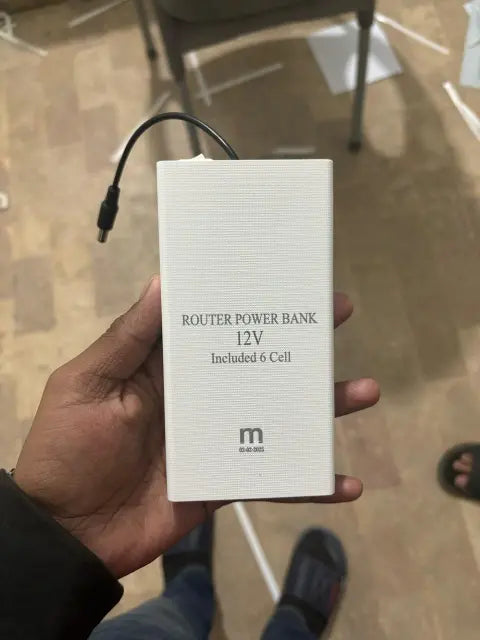 ROUTER POWER BANK
12V
Included 6 Cell
m